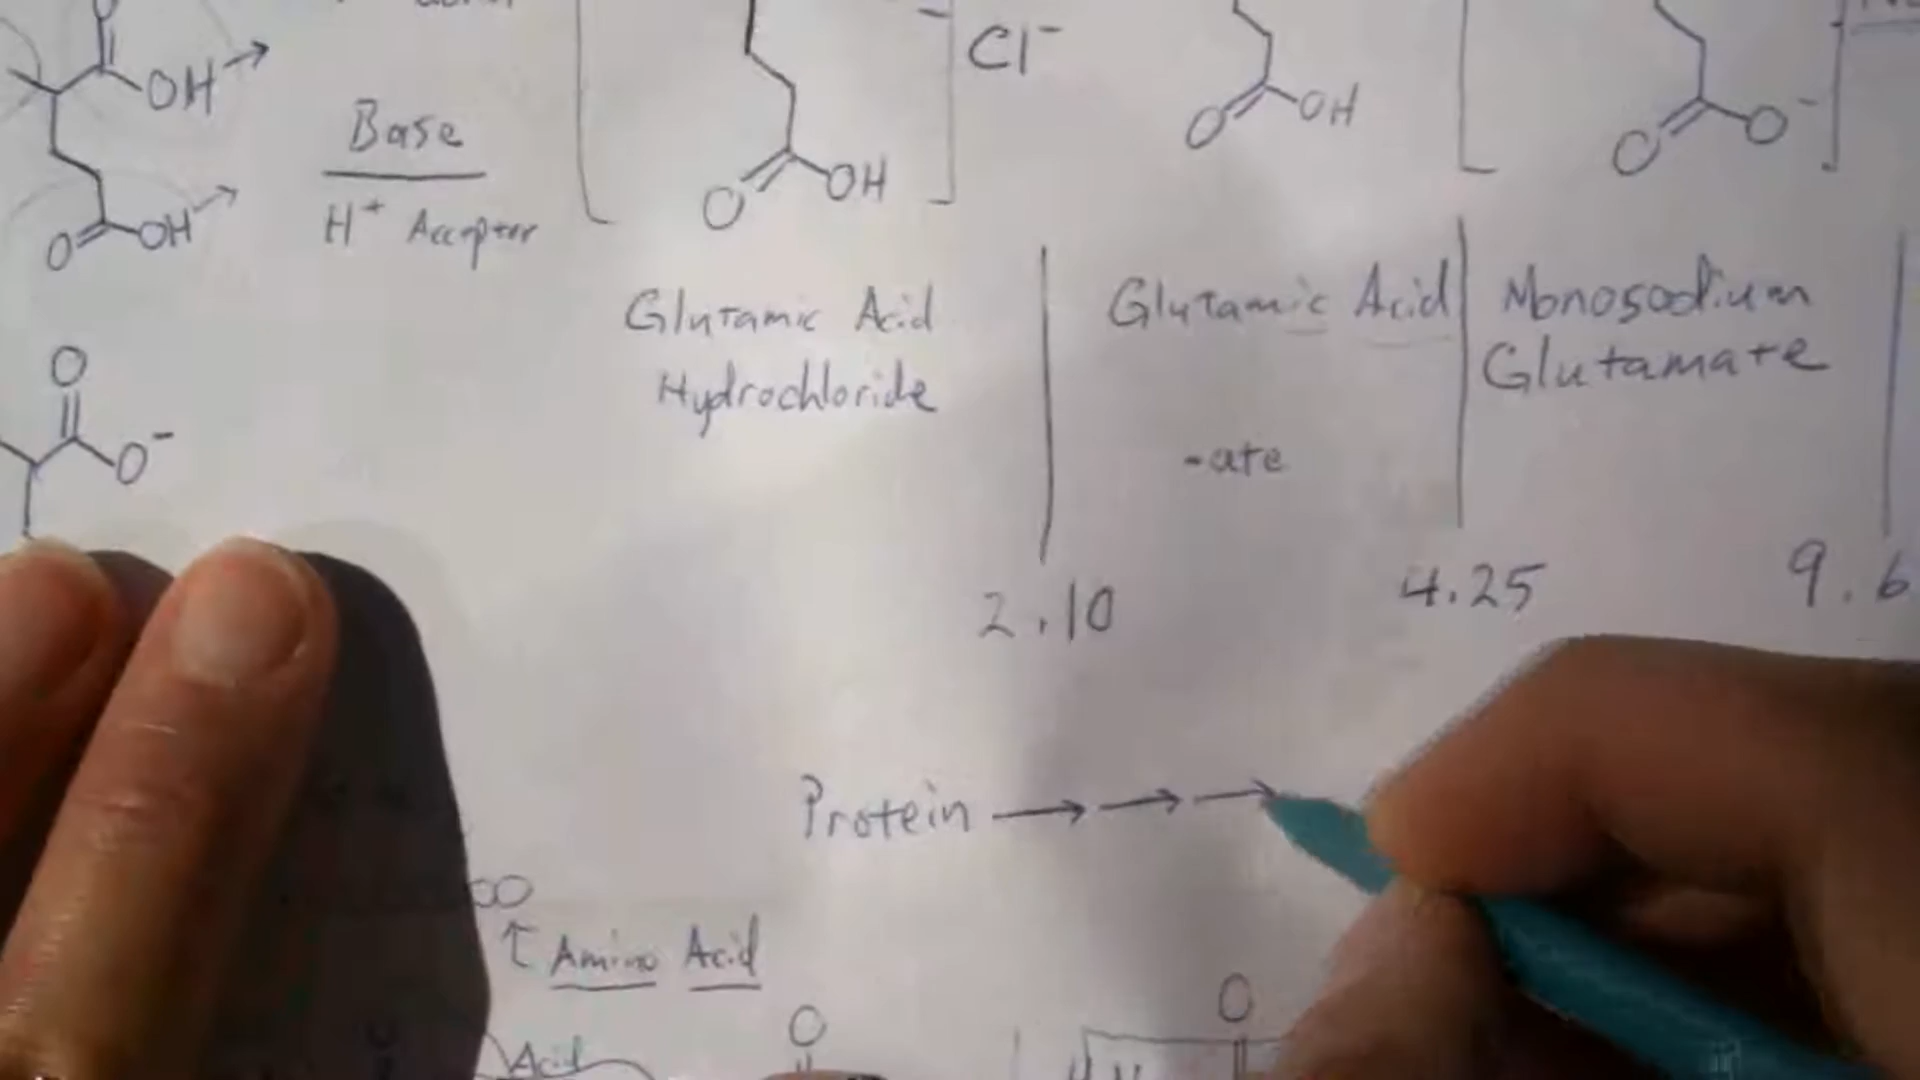 OH
Base
H+ Acceptor
O
OH
O
O-
O
OH
Cl-
Glutamic Acid
Hydrochloride
O
OH
Glutamic Acid
-ate
O
O-
Monosodium
Glutamate
2.10
4.25
9.6
Protein → → →
↑ Amino Acid
Acid
O
O